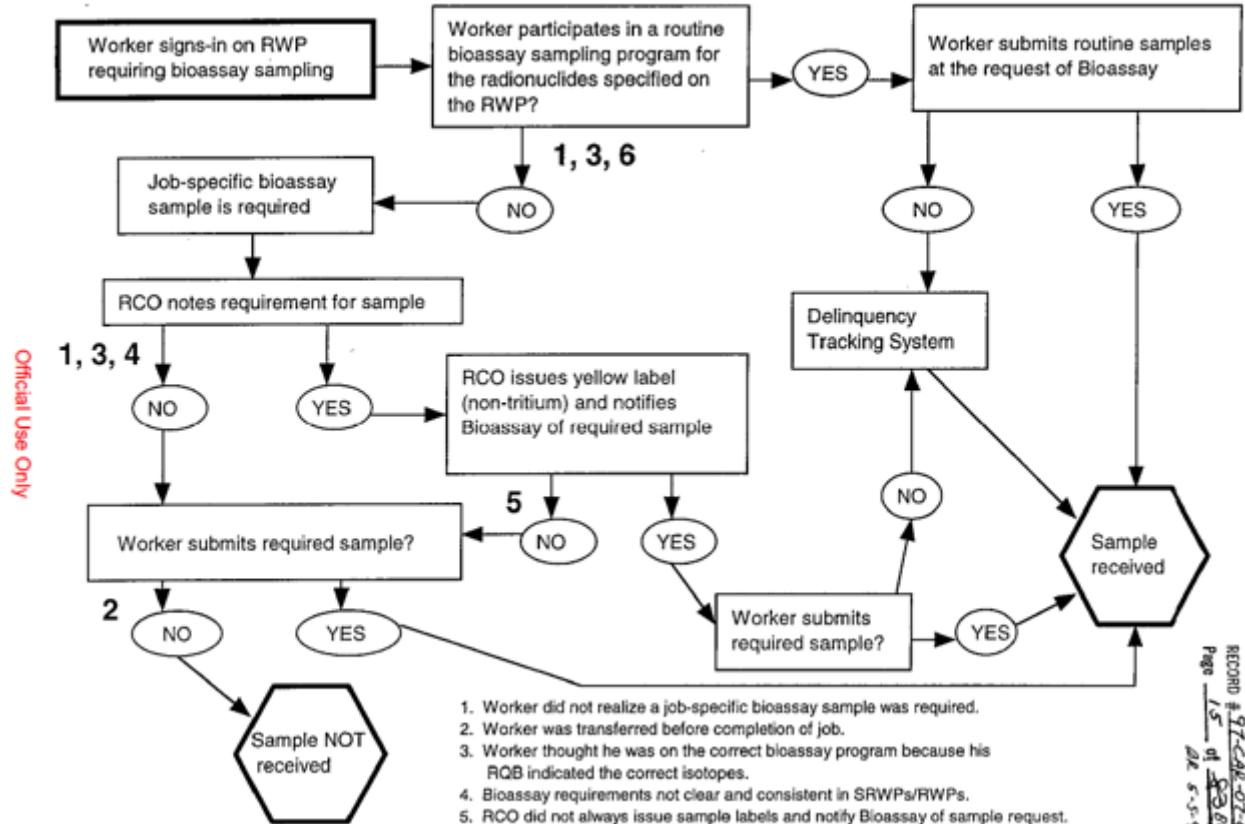 Worker signs-in on RWP
requiring bioassay sampling
Worker participates in a routine
bioassay sampling program for
the radionuclides specified on
the RWP?
YES
Worker submits routine samples
at the request of Bioassay
1, 3, 6
NO
Job-specific bioassay
sample is required
NO
YES
RCO notes requirement for sample
Delinquency
Tracking System
1, 3, 4
NO
YES
RCO issues yellow label
(non-tritium) and notifies
Bioassay of required sample
Official Use Only
5
NO
YES
NO
Worker submits required sample?
Sample
received
2
NO
YES
Worker submits
required sample?
YES
Sample NOT
received
1. Worker did not realize a job-specific bioassay sample was required.
2. Worker was transferred before completion of job.
3. Worker thought he was on the correct bioassay program because his
RQB indicated the correct isotopes.
4. Bioassay requirements not clear and consistent in SRWPs/RWPs.
5. RCO did not always issue sample labels and notify Bioassay of sample request.
RECORD #
Page 15 of